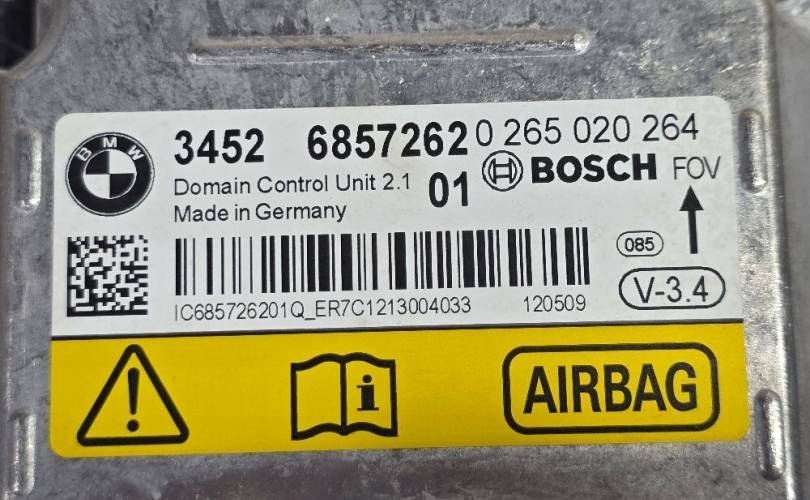 BMW
3452 6857262 0 265 020 264
Domain Control Unit 2.1 01 BOSCH FOV
Made in Germany
085
V-3.4
IC685726201Q_ER7C1213004033 120509
i
AIRBAG